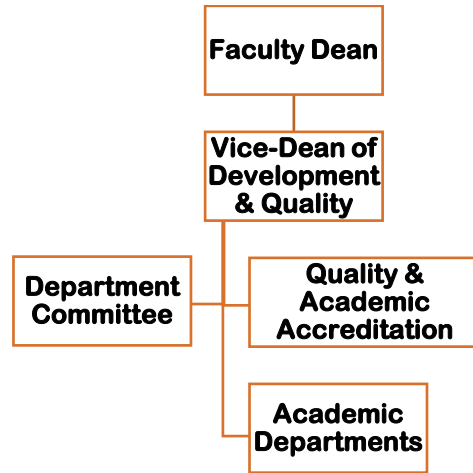 Faculty Dean
Vice-Dean of
Development
& Quality
Department
Committee
Quality &
Academic
Accreditation
Academic
Departments